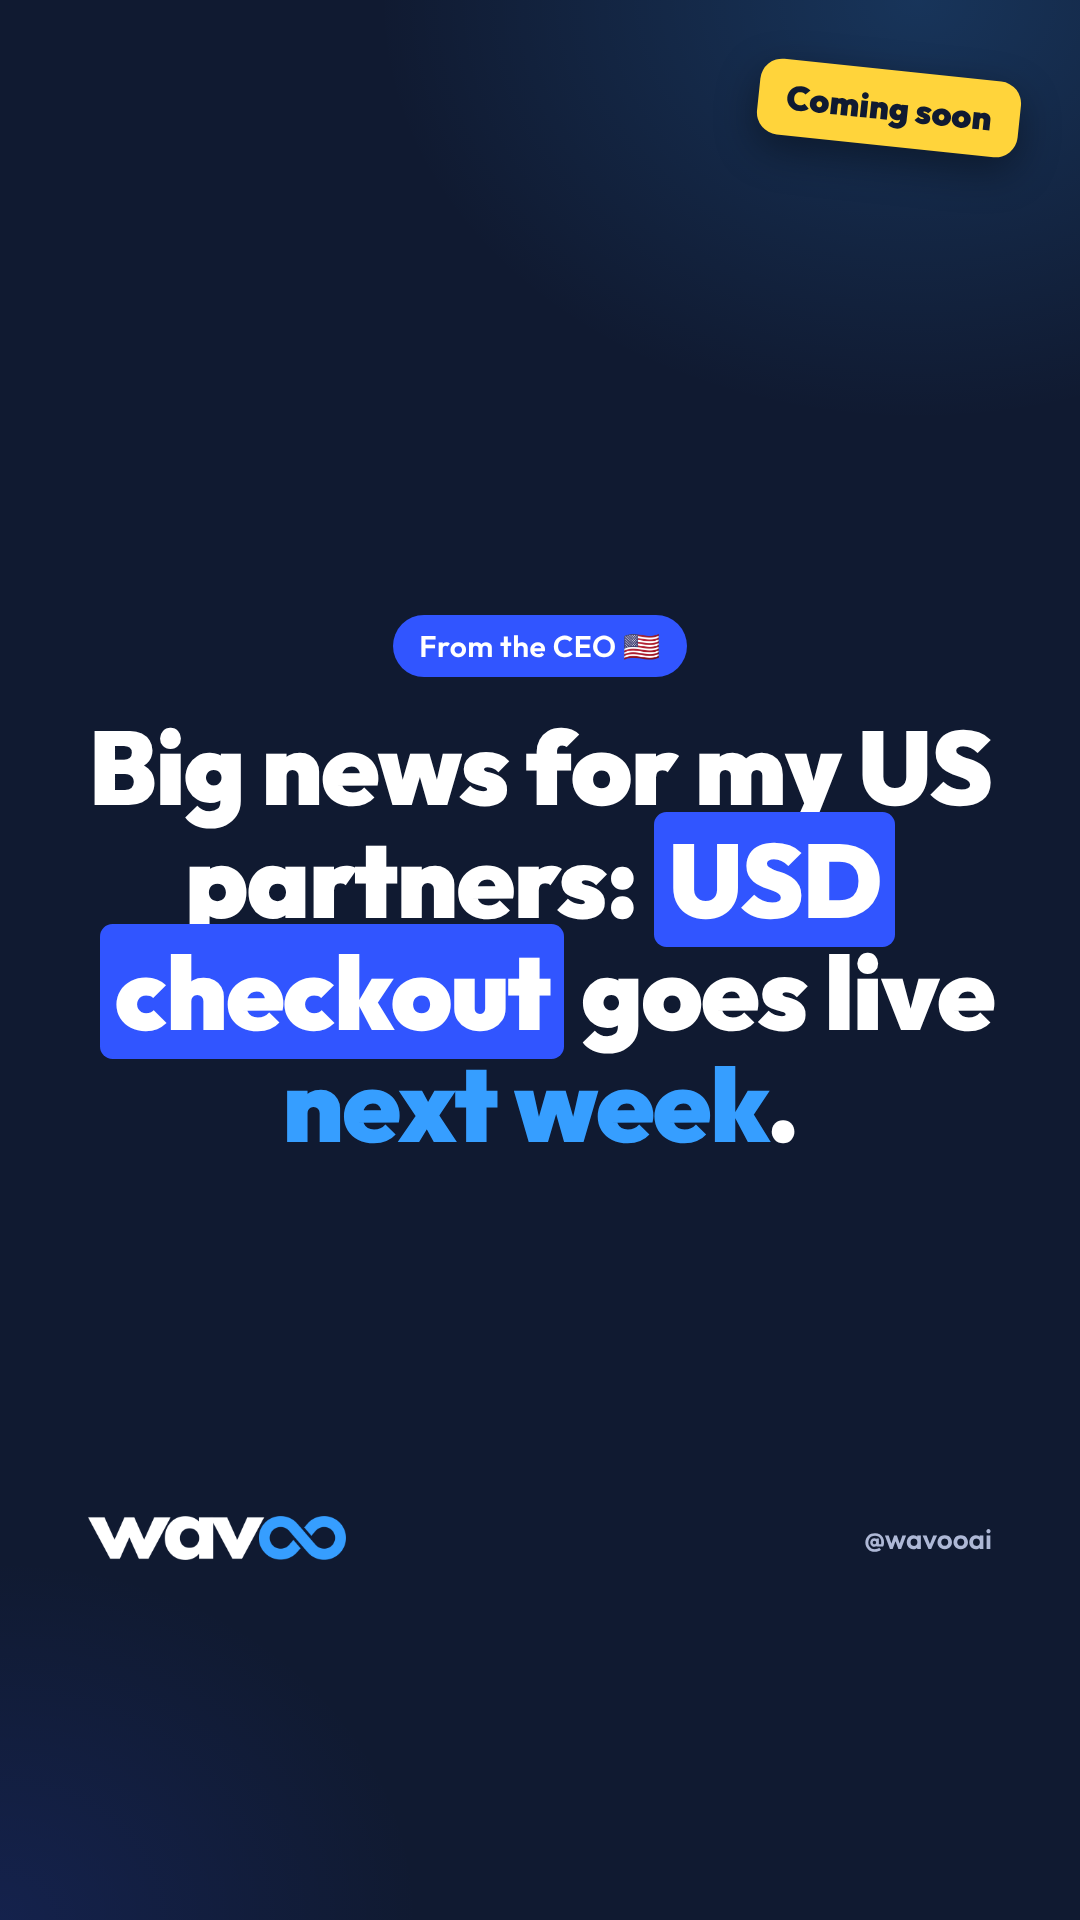 Coming soon
From the CEO 🇺🇸
Big news for my US
partners: USD
checkout goes live
next week.
wavoo
@wavooai